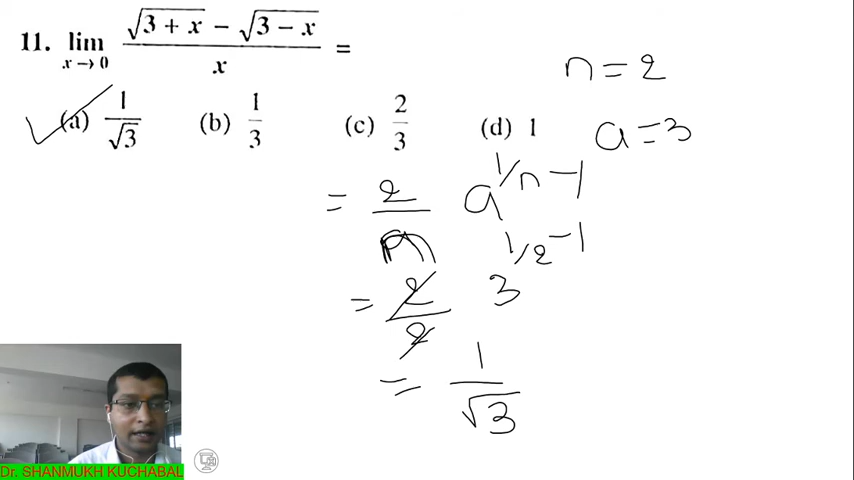 11. lim x→0 (√(3 + x) − √(3 − x)) / x =
(a) 1/√3 (b) 1/3 (c) 2/3 (d) 1
n = 2
a = 3
= 2/n a^(1/n − 1)
= 2/2 3^(1/2 − 1)
= 1/√3
Dr. SHANMUKH KUCHABAL